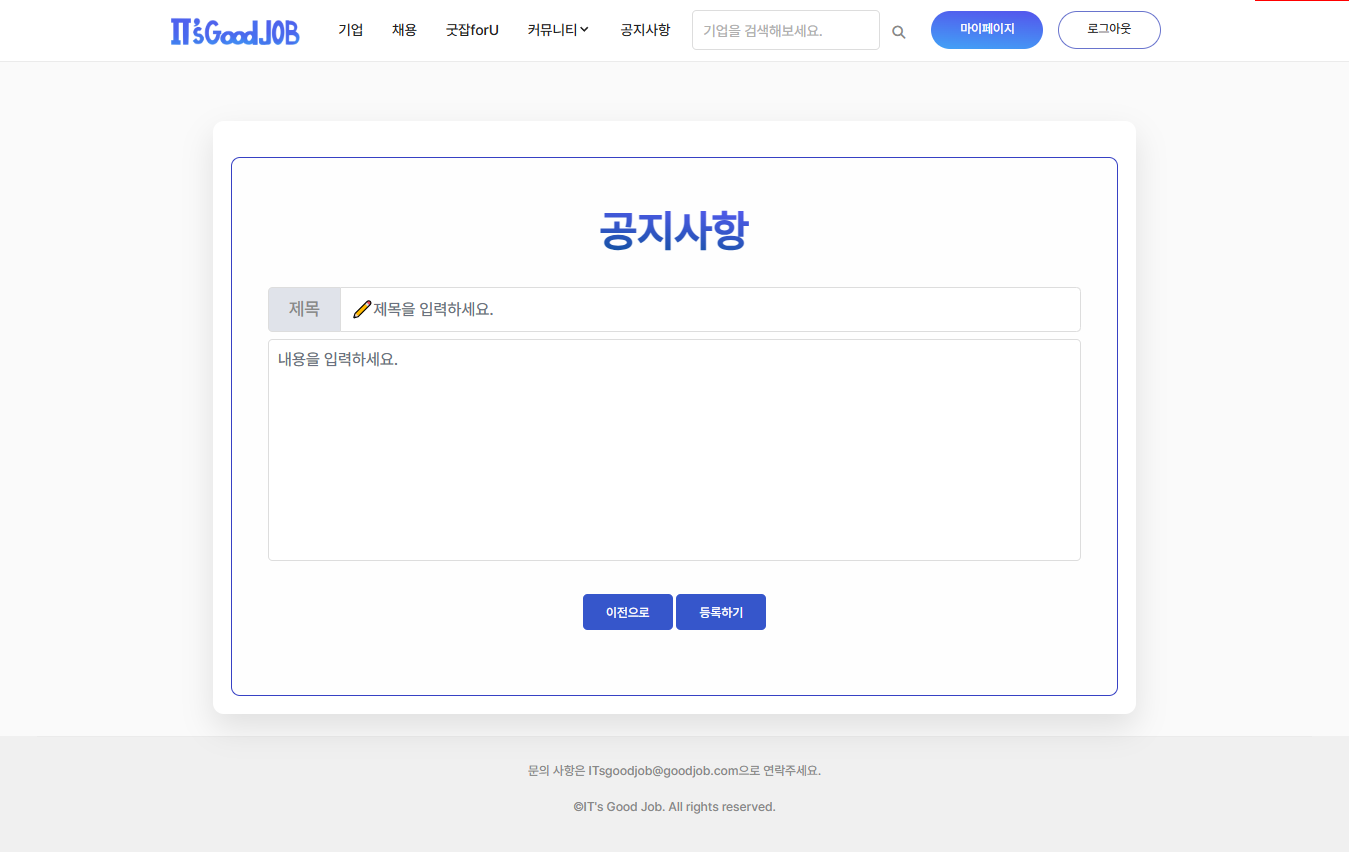 IT's Good JOB 기업 채용 굿잡forU 커뮤니티 공지사항 기업을 검색해보세요. 마이페이지 로그아웃
공지사항
제목 제목을 입력하세요.
내용을 입력하세요.
이전으로 등록하기
문의 사항은 ITsgoodjob@goodjob.com으로 연락주세요.
©IT's Good Job. All rights reserved.